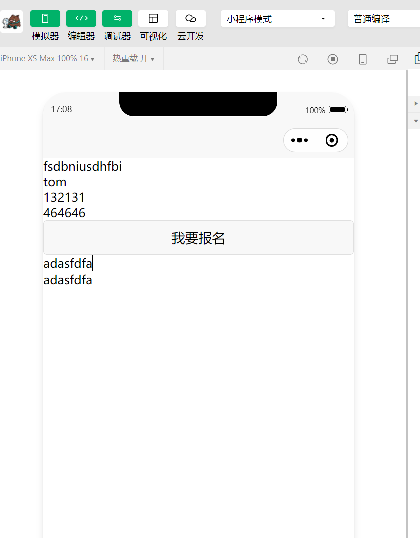 小程序模式
普通编译
模拟器 编辑器 调试器 可视化 云开发
iPhone XS Max 100% 16
热重载 开
17:08
100%
fsdbniusdhfbi
tom
132131
464646
我要报名
adasfdfa
adasfdfa